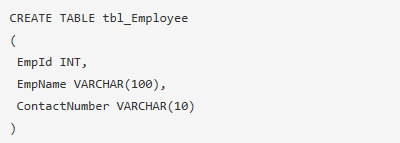 CREATE TABLE tbl_Employee
(
EmpId INT,
EmpName VARCHAR(100),
ContactNumber VARCHAR(10)
)